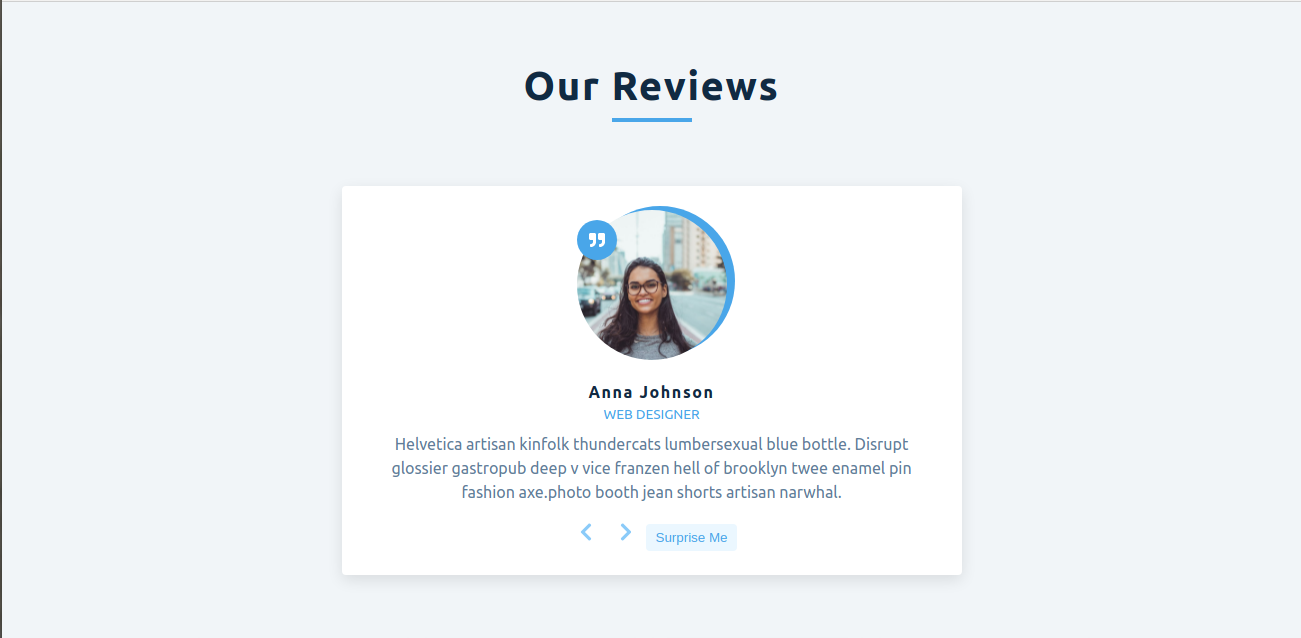 Our Reviews
Anna Johnson
WEB DESIGNER
Helvetica artisan kinfolk thundercats lumbersexual blue bottle. Disrupt
glossier gastropub deep v vice franzen hell of brooklyn twee enamel pin
fashion axe.photo booth jean shorts artisan narwhal.
Surprise Me